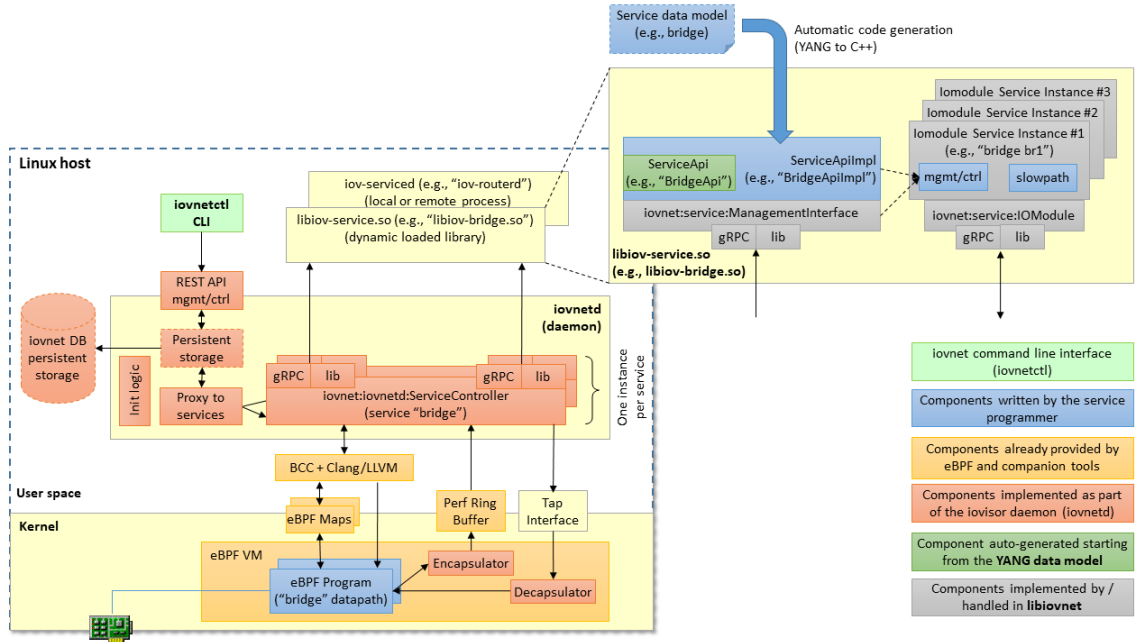 Service data model
(e.g., bridge)
Automatic code generation
(YANG to C++)
Iomodule Service Instance #3
Iomodule Service Instance #2
Iomodule Service Instance #1
(e.g., “bridge br1”)
mgmt/ctrl
slowpath
ServiceApi
(e.g., “BridgeApi”)
ServiceApiImpl
(e.g., “BridgeApiImpl”)
iovnet:service:ManagementInterface
gRPC
lib
iovnet:service:IOModule
gRPC
lib
libiov-service.so
(e.g., libiov-bridge.so)
Linux host
iov-serviced (e.g., “iov-routerd”)
(local or remote process)
libiov-service.so (e.g., “libiov-bridge.so”)
(dynamic loaded library)
iovnetctl
CLI
REST API
mgmt/ctrl
iovnetd
(daemon)
iovnet DB
persistent
storage
Persistent
storage
Init logic
Proxy to
services
gRPC
lib
gRPC
lib
iovnet:iovnetd:ServiceController
(service “bridge”)
One instance
per service
BCC + Clang/LLVM
User space
eBPF Maps
Perf Ring
Buffer
Tap
Interface
Kernel
eBPF VM
Encapsulator
eBPF Program
(“bridge” datapath)
Decapsulator
iovnet command line interface
(iovnetctl)
Components written by the service
programmer
Components already provided by
eBPF and companion tools
Components implemented as part
of the iovisor daemon (iovnetd)
Component auto-generated starting
from the YANG data model
Components implemented by /
handled in libiovnet